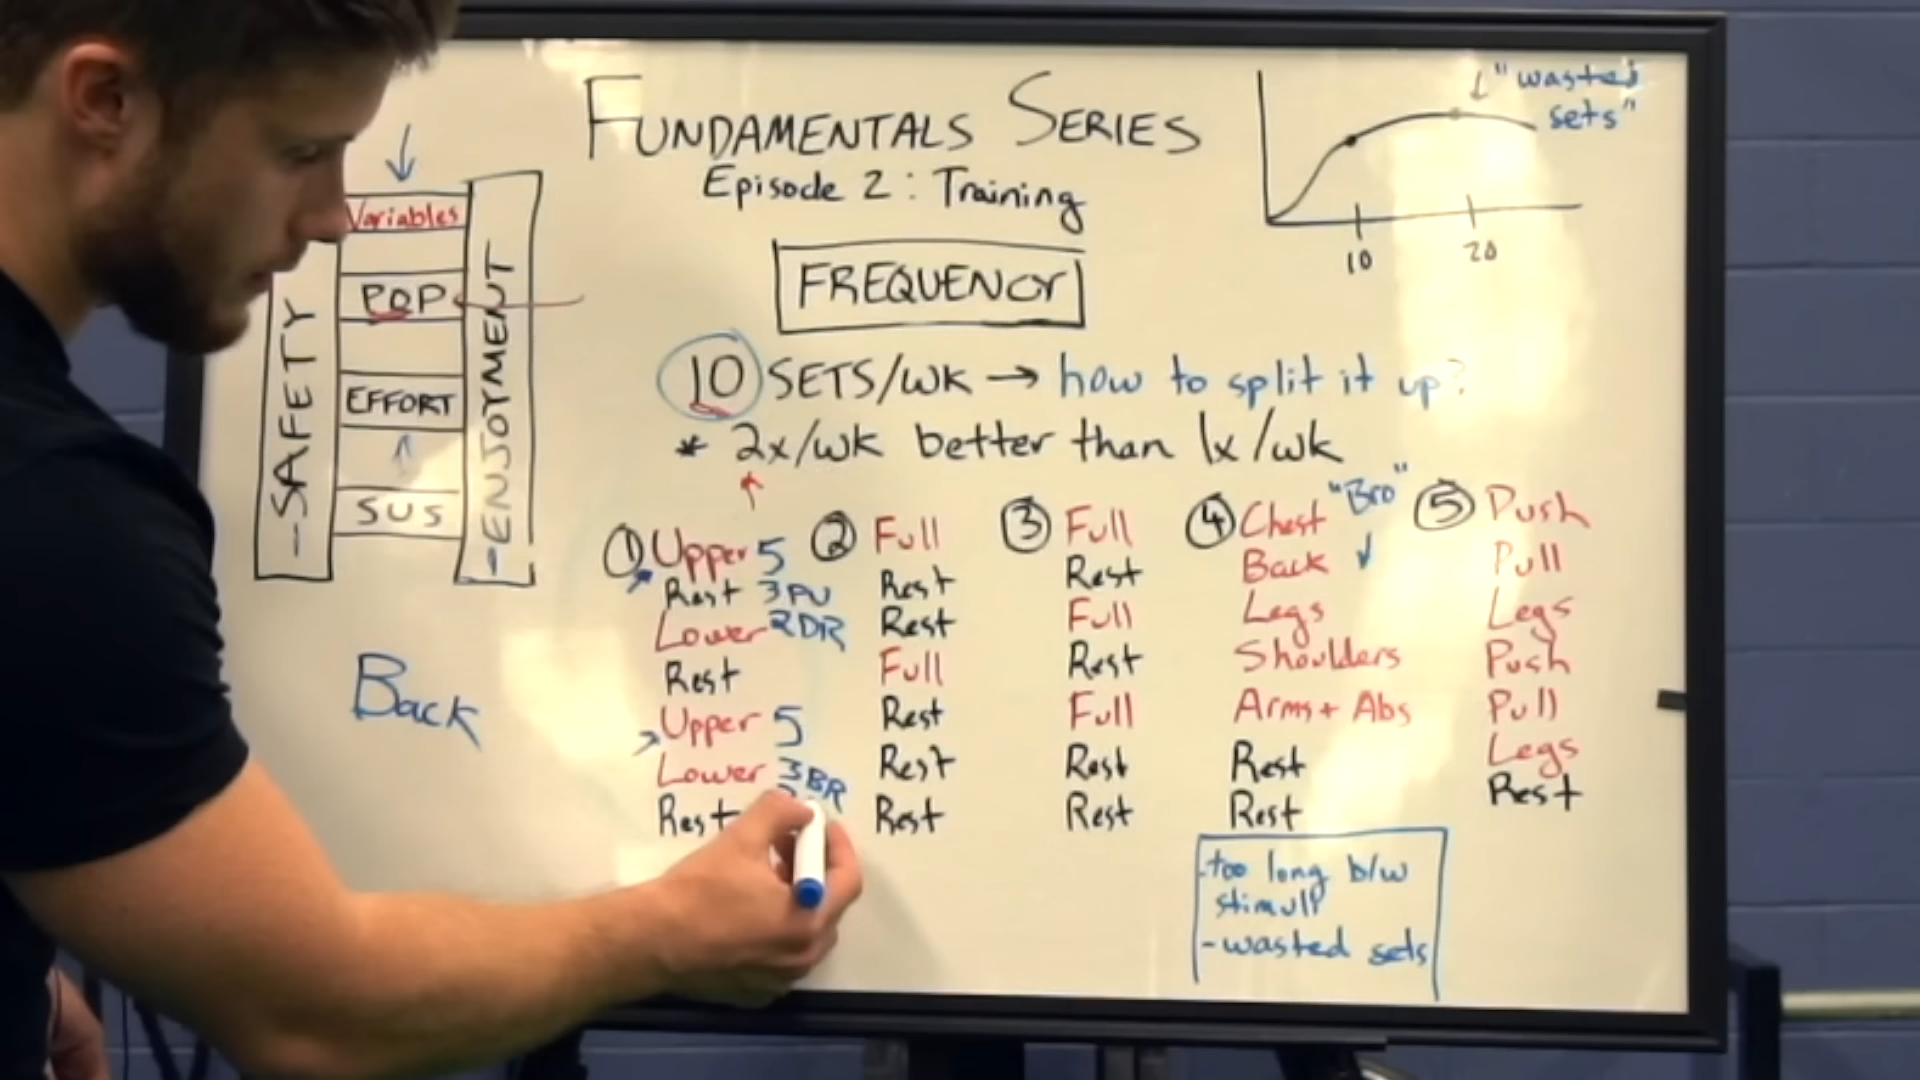 FUNDAMENTALS SERIES
Episode 2: Training
FREQUENCY
"wasted
sets"
10
20
Variables
POP
EFFORT
SUS
-SAFETY
-ENJOYMENT
10 SETS/WK → how to split it up?
* 2x/wk better than 1x/wk
Back
① Upper 5
Rest 3PU
Lower 2DR
Rest
Upper 5
Lower 3BR
Rest
② Full
Rest
Rest
Full
Rest
Rest
Rest
③ Full
Rest
Full
Rest
Full
Rest
Rest
④ Chest "Bro"
Back
Legs
Shoulders
Arms + Abs
Rest
Rest
-too long b/w
stimuli
-wasted sets
⑤ Push
Pull
Legs
Push
Pull
Legs
Rest